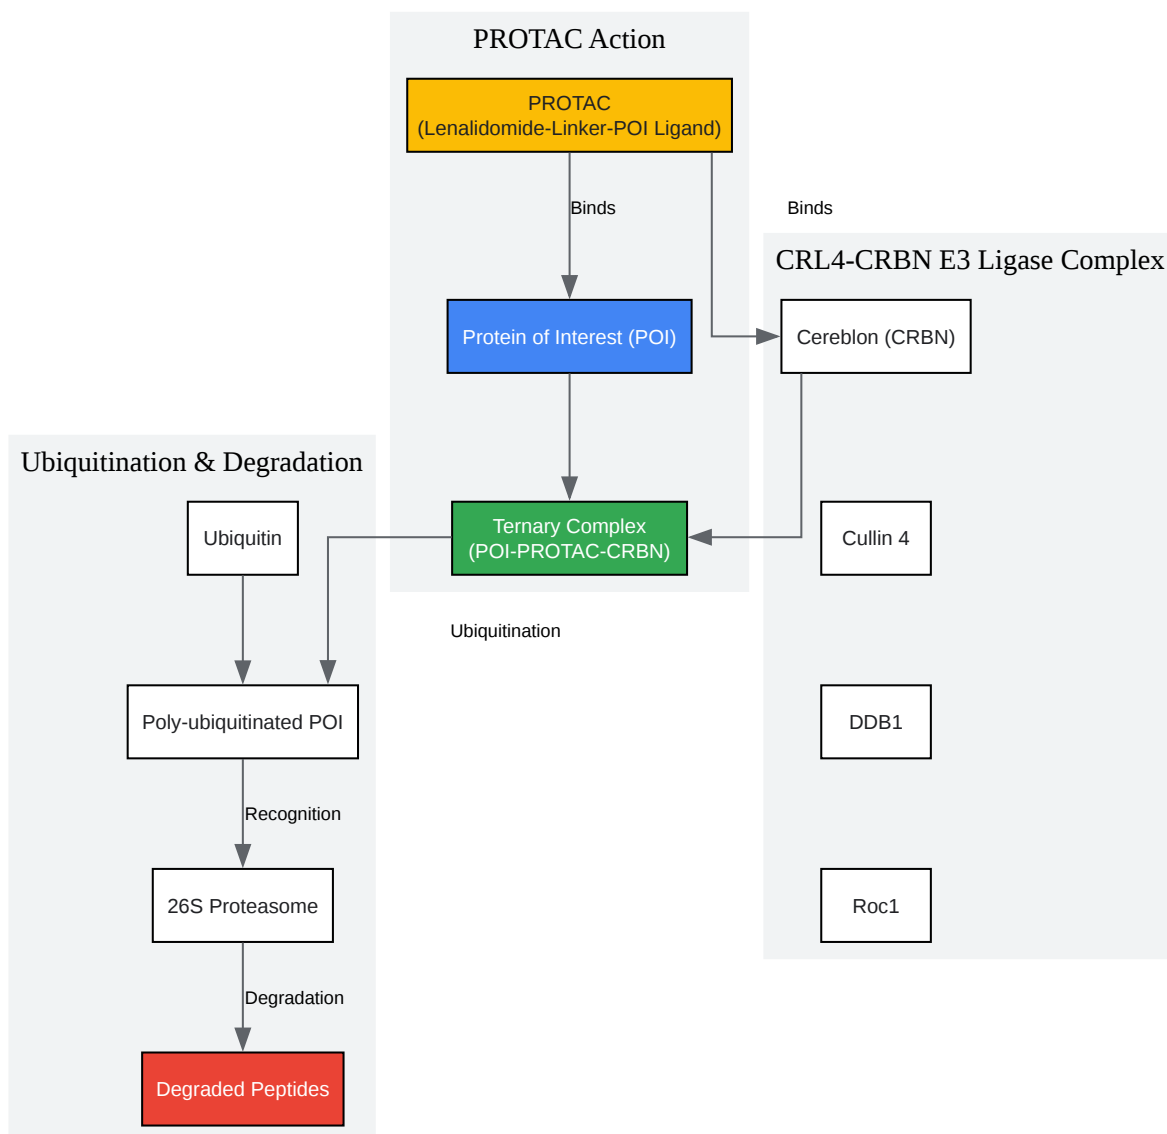 PROTAC Action
PROTAC
(Lenalidomide-Linker-POI Ligand)
Binds
Binds
CRL4-CRBN E3 Ligase Complex
Protein of Interest (POI)
Cereblon (CRBN)
Ubiquitination & Degradation
Ubiquitin
Ternary Complex
(POI-PROTAC-CRBN)
Cullin 4
Ubiquitination
Poly-ubiquitinated POI
DDB1
Recognition
26S Proteasome
Roc1
Degradation
Degraded Peptides